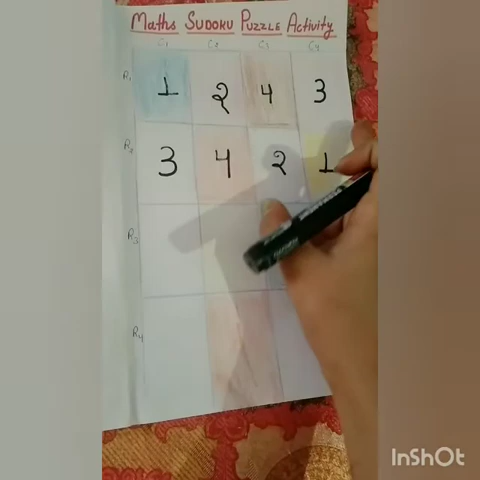 Maths SUDOKU PUZZLE Activity
C1 C2 C3 C4
R1 1 2 4 3
R2 3 4 2 1
R3
R4
INSHOT